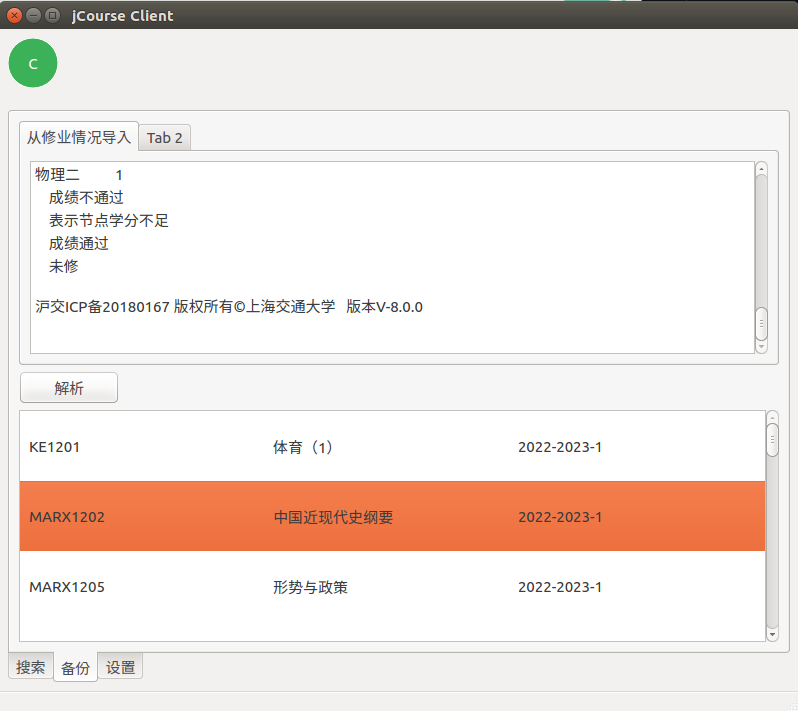 jCourse Client
C
从修业情况导入 Tab 2
物理二 1
成绩不通过
表示节点学分不足
成绩通过
未修
沪交ICP备20180167 版权所有©上海交通大学 版本V-8.0.0
解析
KE1201 体育（1） 2022-2023-1
MARX1202 中国近现代史纲要 2022-2023-1
MARX1205 形势与政策 2022-2023-1
搜索 备份 设置